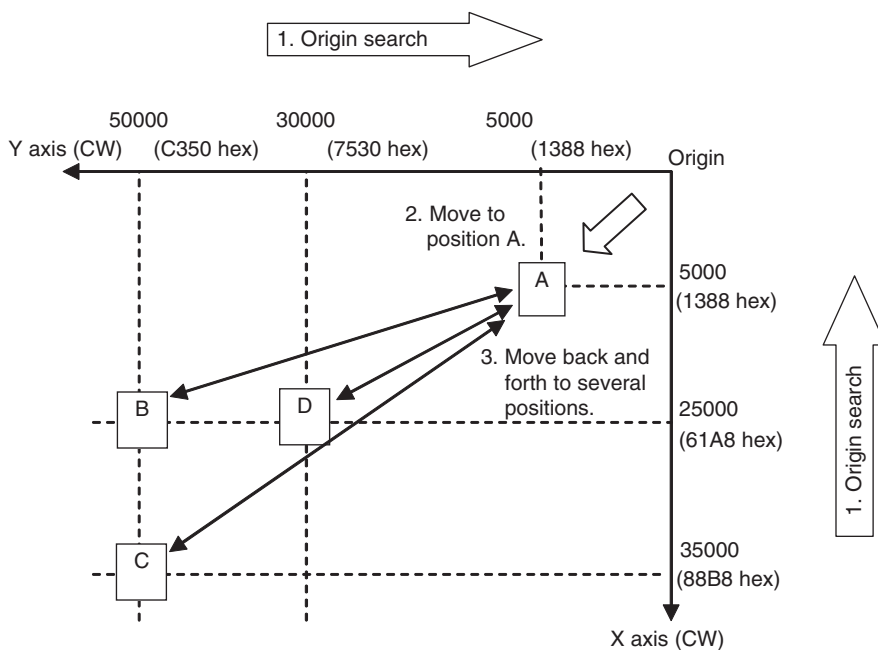 1. Origin search
50000 30000 5000
Y axis (CW) (C350 hex) (7530 hex) (1388 hex) Origin
2. Move to
position A.
A
5000
(1388 hex)
3. Move back and
forth to several
positions.
B
D
25000
(61A8 hex)
1. Origin search
C
35000
(88B8 hex)
X axis (CW)